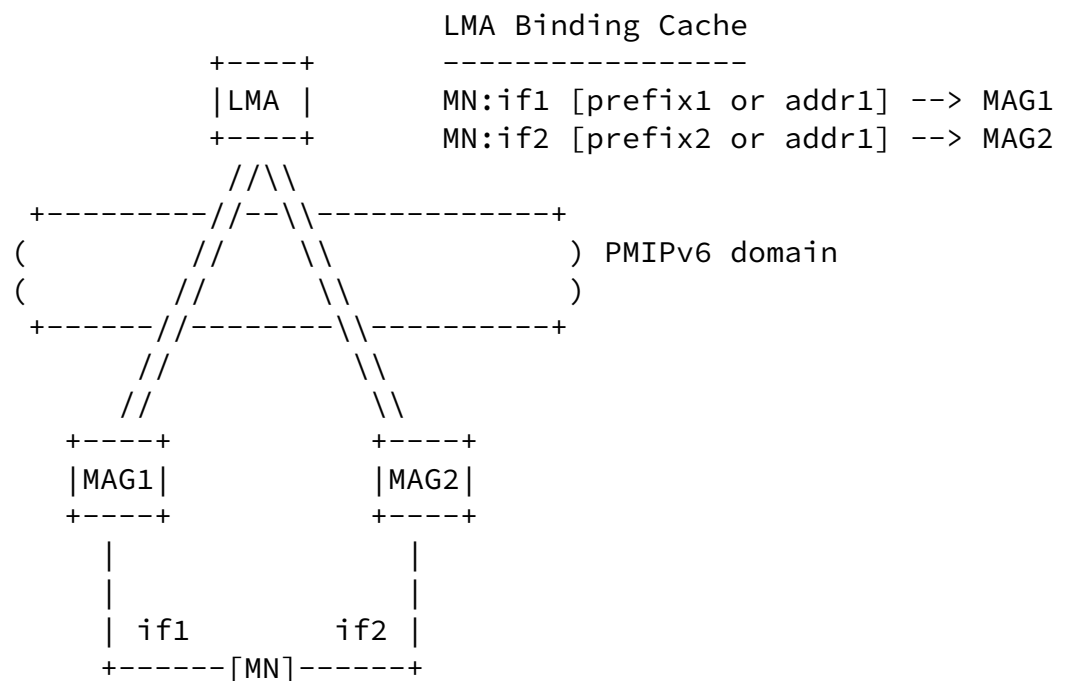 LMA Binding Cache
+----+ -----------------
|LMA | MN:if1 [prefix1 or addr1] --> MAG1
+----+ MN:if2 [prefix2 or addr1] --> MAG2
//\\
+---------//--\\-------------+
( // \\ ) PMIPv6 domain
( // \\ )
+------//--------\\----------+
// \\
// \\
+----+ +----+
|MAG1| |MAG2|
+----+ +----+
| |
| |
| if1 if2 |
+------[MN]------+